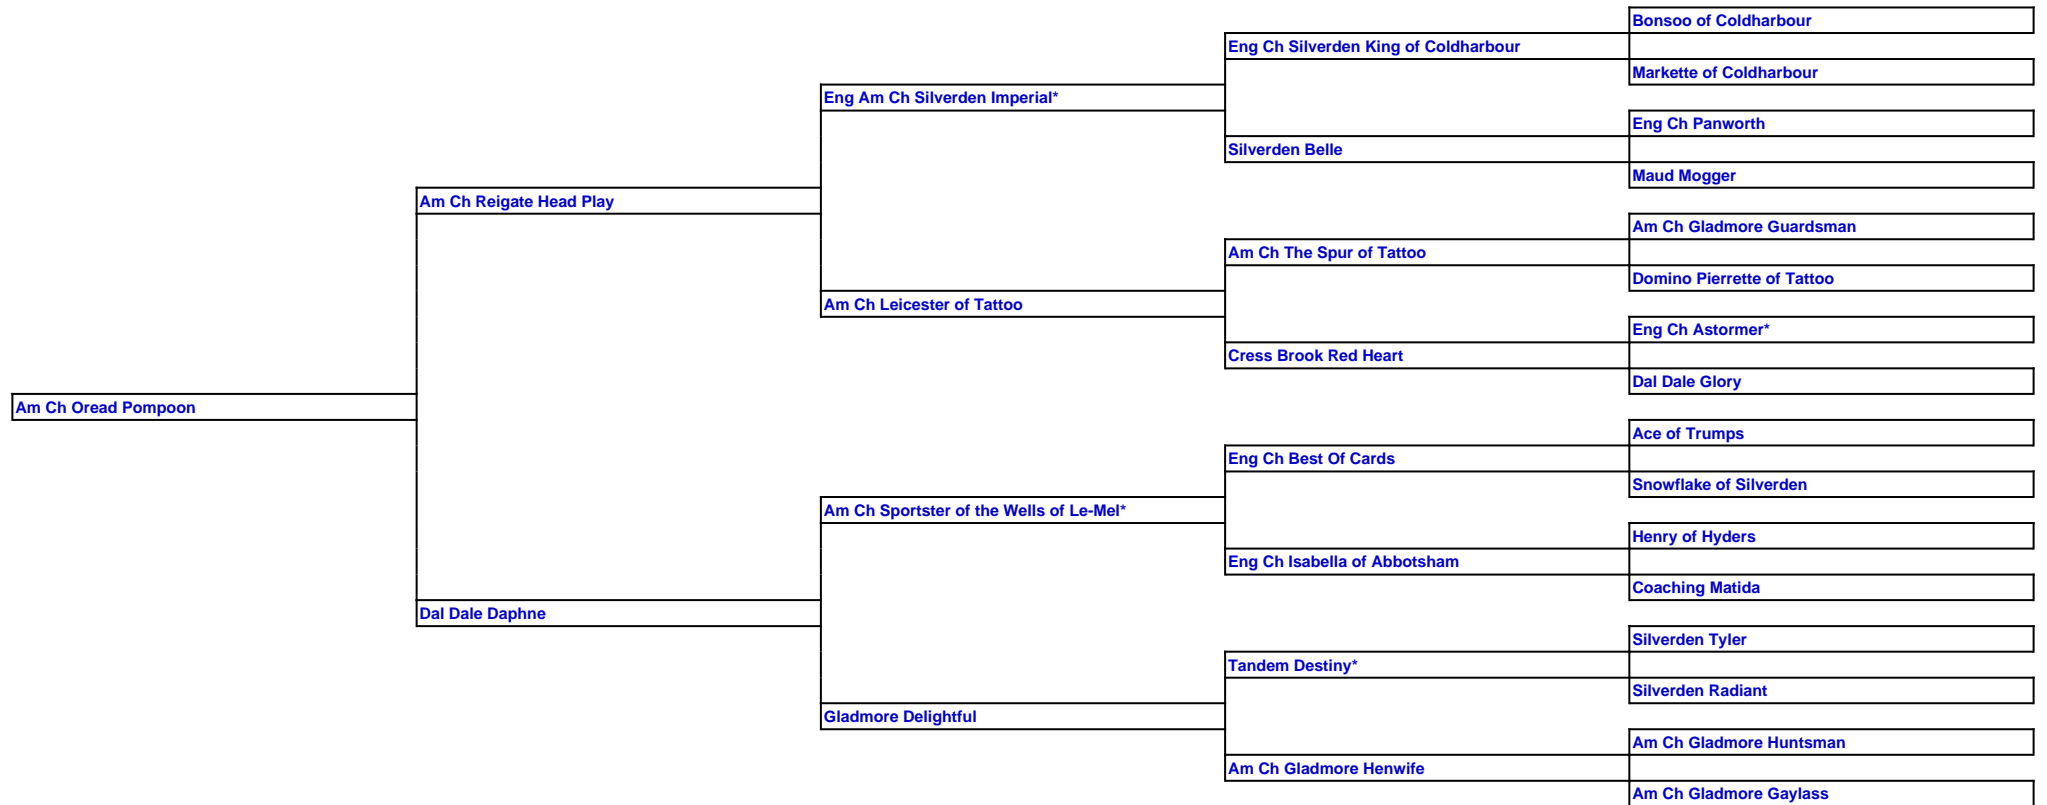 Bonsoo of Coldharbour
Eng Ch Silverden King of Coldharbour
Markette of Coldharbour
Eng Am Ch Silverden Imperial*
Eng Ch Panworth
Silverden Belle
Maud Mogger
Am Ch Reigate Head Play
Am Ch Gladmore Guardsman
Am Ch The Spur of Tattoo
Domino Pierrette of Tattoo
Am Ch Leicester of Tattoo
Eng Ch Astormer*
Cress Brook Red Heart
Dal Dale Glory
Am Ch Oread Pompoon
Ace of Trumps
Eng Ch Best Of Cards
Snowflake of Silverden
Am Ch Sportster of the Wells of Le-Mel*
Henry of Hyders
Eng Ch Isabella of Abbotsham
Coaching Matida
Dal Dale Daphne
Silverden Tyler
Tandem Destiny*
Silverden Radiant
Gladmore Delightful
Am Ch Gladmore Huntsman
Am Ch Gladmore Henwife
Am Ch Gladmore Gaylass